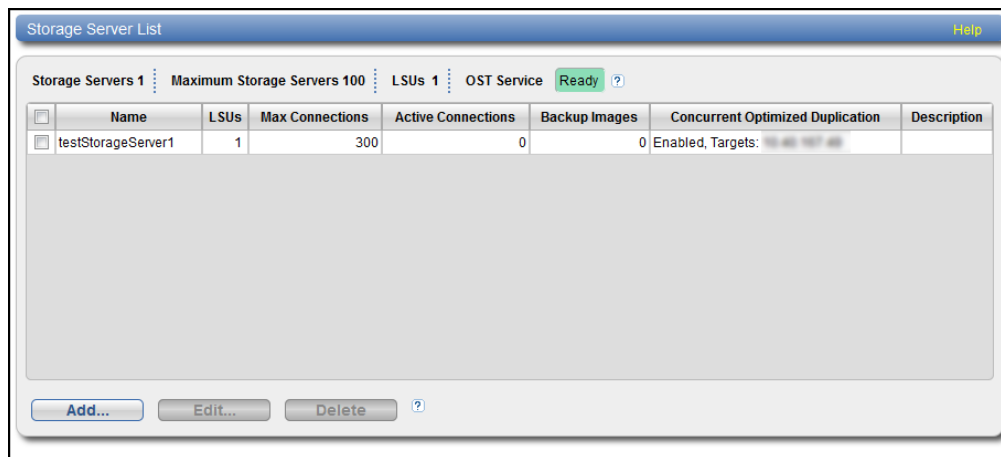 Storage Server List Help
Storage Servers 1 Maximum Storage Servers 100 LSUs 1 OST Service Ready ?
Name LSUs Max Connections Active Connections Backup Images Concurrent Optimized Duplication Description
testStorageServer1 1 300 0 0 Enabled, Targets:
Add... Edit... Delete ?